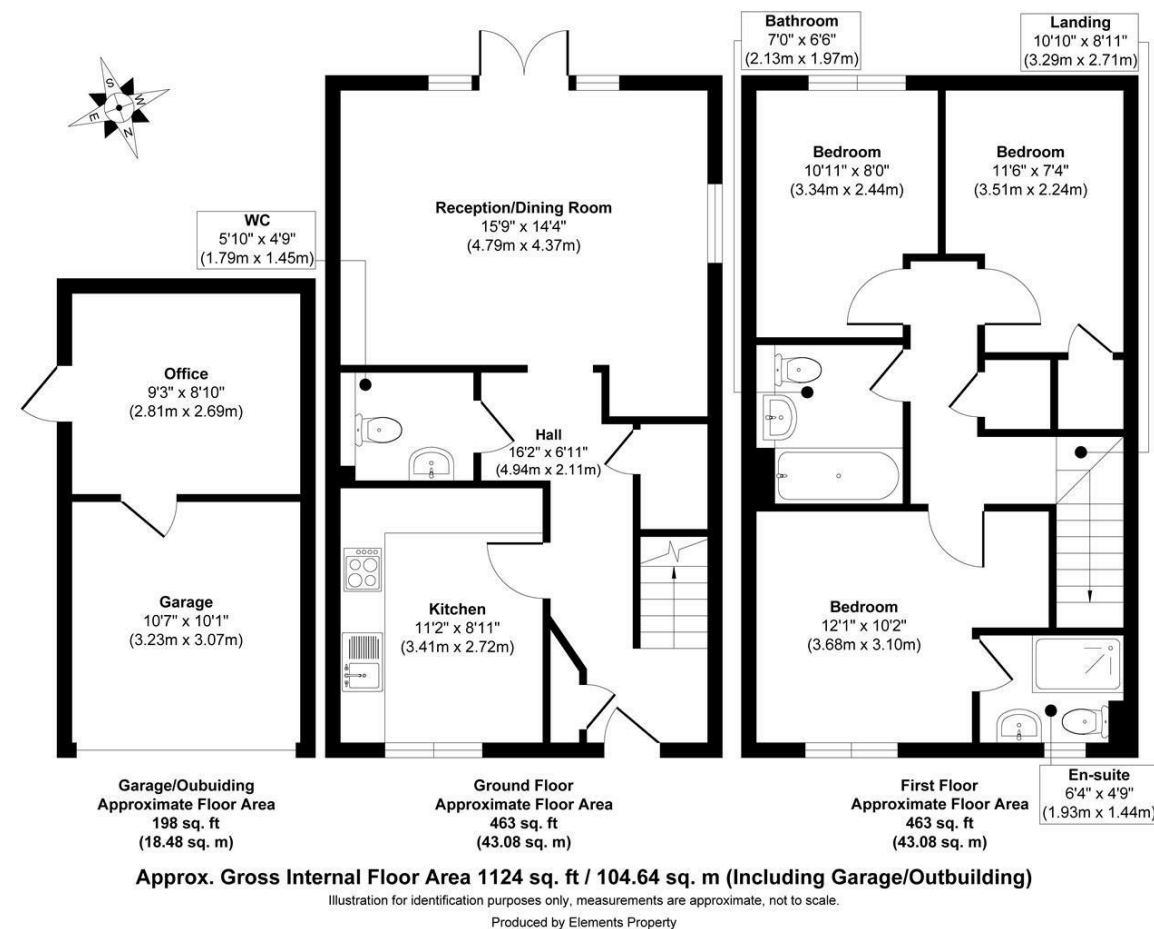 Bathroom
7'0" x 6'6"
(2.13m x 1.97m)
Landing
10'10" x 8'11"
(3.29m x 2.71m)
S
W
E
N
Bedroom
10'11" x 8'0"
(3.34m x 2.44m)
Bedroom
11'6" x 7'4"
(3.51m x 2.24m)
Reception/Dining Room
15'9" x 14'4"
(4.79m x 4.37m)
WC
5'10" x 4'9"
(1.79m x 1.45m)
Office
9'3" x 8'10"
(2.81m x 2.69m)
Hall
16'2" x 6'11"
(4.94m x 2.11m)
Garage
10'7" x 10'1"
(3.23m x 3.07m)
Kitchen
11'2" x 8'11"
(3.41m x 2.72m)
Bedroom
12'1" x 10'2"
(3.68m x 3.10m)
En-suite
6'4" x 4'9"
(1.93m x 1.44m)
Garage/Oubuiding
Approximate Floor Area
198 sq. ft
(18.48 sq. m)
Ground Floor
Approximate Floor Area
463 sq. ft
(43.08 sq. m)
First Floor
Approximate Floor Area
463 sq. ft
(43.08 sq. m)
Approx. Gross Internal Floor Area 1124 sq. ft / 104.64 sq. m (Including Garage/Outbuilding)
Illustration for identification purposes only, measurements are approximate, not to scale.
Produced by Elements Property